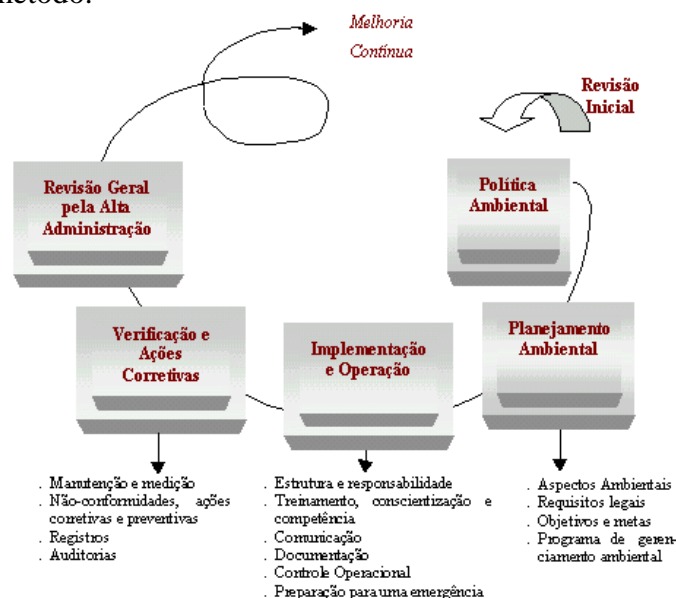 método.
Melhoria
Contínua
Revisão
Inicial
Revisão Geral
pela Alta
Administração
Política
Ambiental
Verificação e
Ações
Corretivas
Implementação
e Operação
Planejamento
Ambiental
. Manutenção e medição
. Não-conformidades, ações
corretivas e preventivas
. Registros
. Auditorias
. Estrutura e responsabilidade
. Treinamento, conscientização e
competência
. Comunicação
. Documentação
. Controle Operacional
. Preparação para uma emergência
. Aspectos Ambientais
. Requisitos legais
. Objetivos e metas
. Programa de geren-
ciamento ambiental